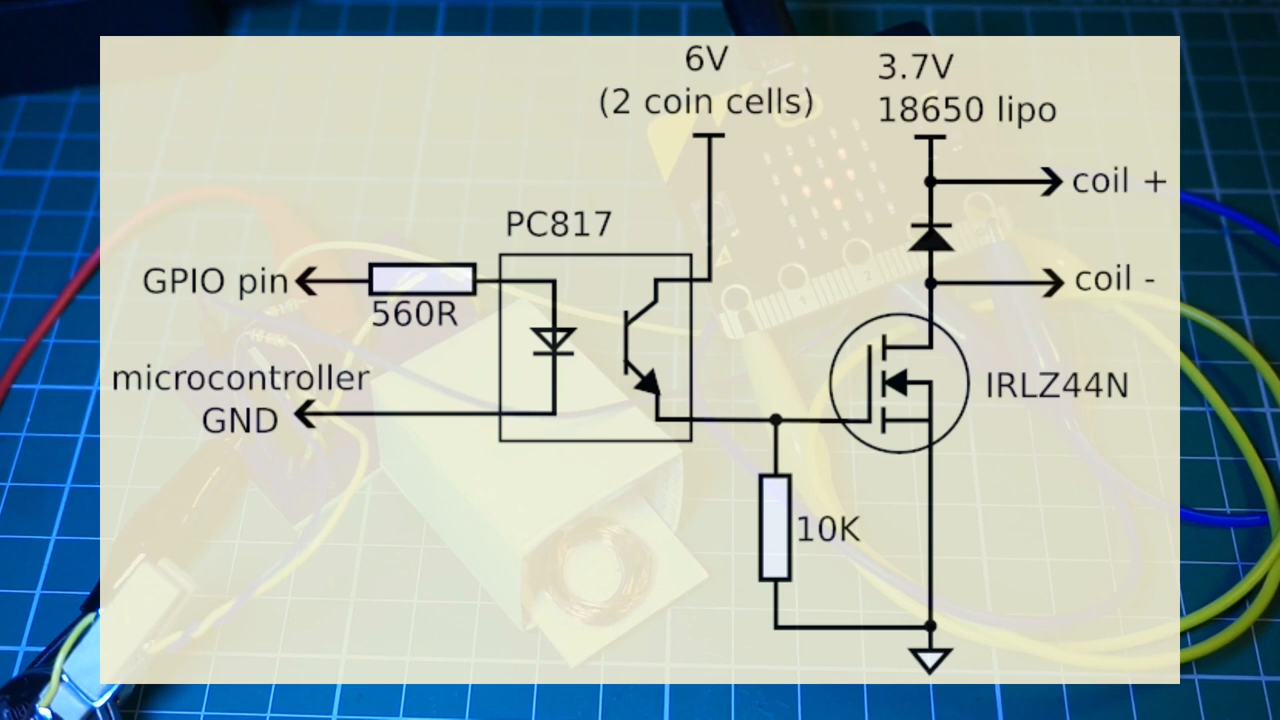 6V
(2 coin cells)
3.7V
18650 lipo
coil +
PC817
GPIO pin
560R
coil -
microcontroller
GND
IRLZ44N
10K